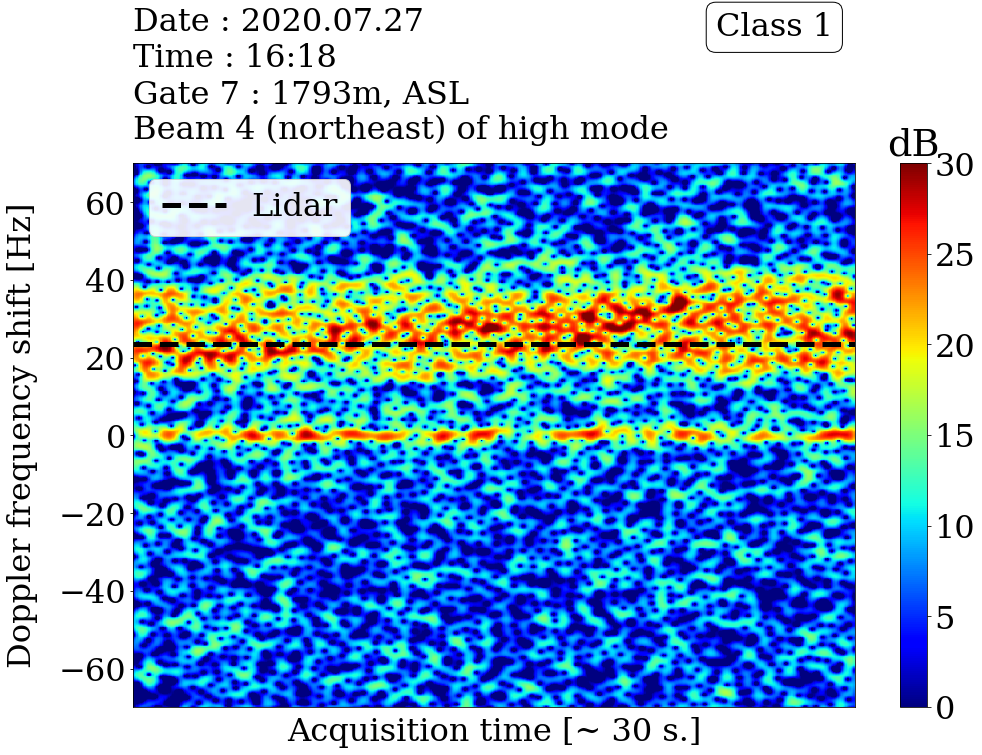 Date : 2020.07.27
Time : 16:18
Gate 7 : 1793m, ASL
Beam 4 (northeast) of high mode
Class 1
dB
Lidar
Doppler frequency shift [Hz]
60
40
20
0
−20
−40
−60
30
25
20
15
10
5
0
Acquisition time [~ 30 s.]